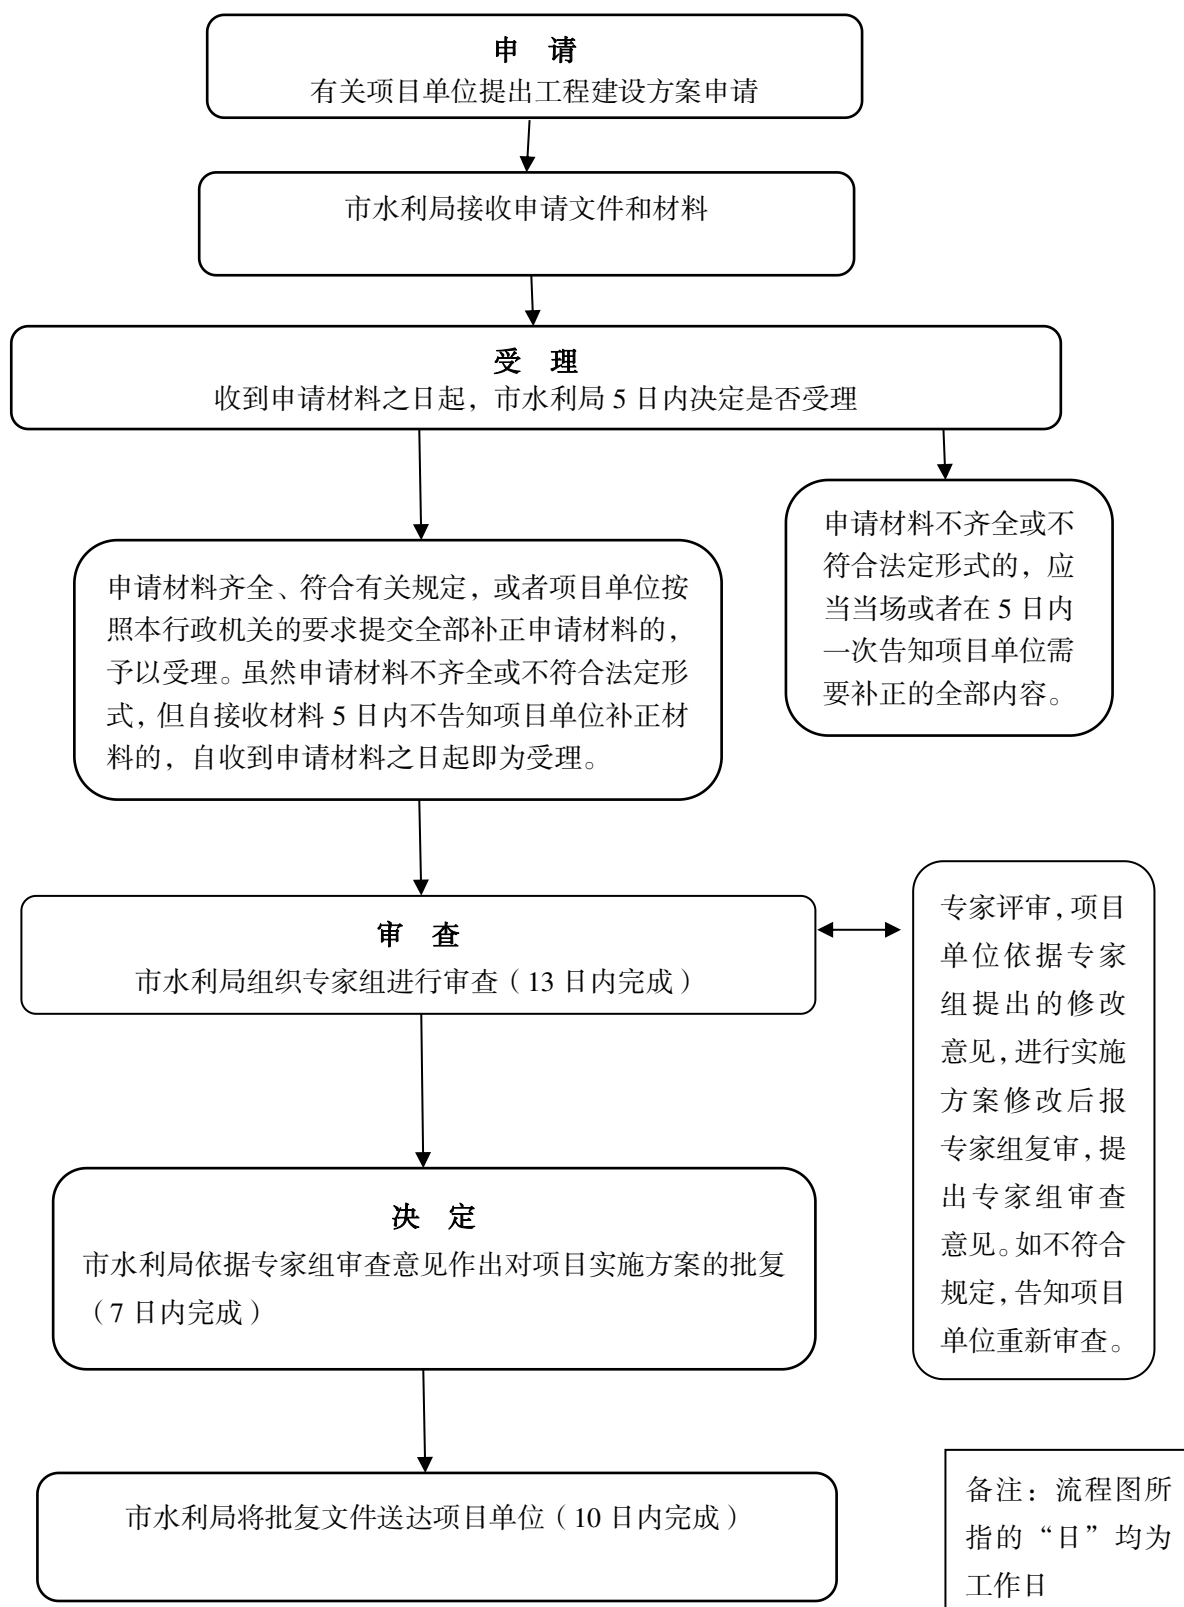 申 请
有关项目单位提出工程建设方案申请
市水利局接收申请文件和材料
受 理
收到申请材料之日起，市水利局 5 日内决定是否受理
申请材料不齐全或不
符合法定形式的，应
当当场或者在 5 日内
一次告知项目单位需
要补正的全部内容。
申请材料齐全、符合有关规定，或者项目单位按
照本行政机关的要求提交全部补正申请材料的，
予以受理。虽然申请材料不齐全或不符合法定形
式，但自接收材料 5 日内不告知项目单位补正材
料的，自收到申请材料之日起即为受理。
审 查
市水利局组织专家组进行审查（13 日内完成）
专家评审，项目
单位依据专家
组提出的修改
意见，进行实施
方案修改后报
专家组复审，提
出专家组审查
意见。如不符合
规定，告知项目
单位重新审查。
决 定
市水利局依据专家组审查意见作出对项目实施方案的批复
（7 日内完成）
市水利局将批复文件送达项目单位（10 日内完成）
备注：流程图所
指的“日”均为
工作日